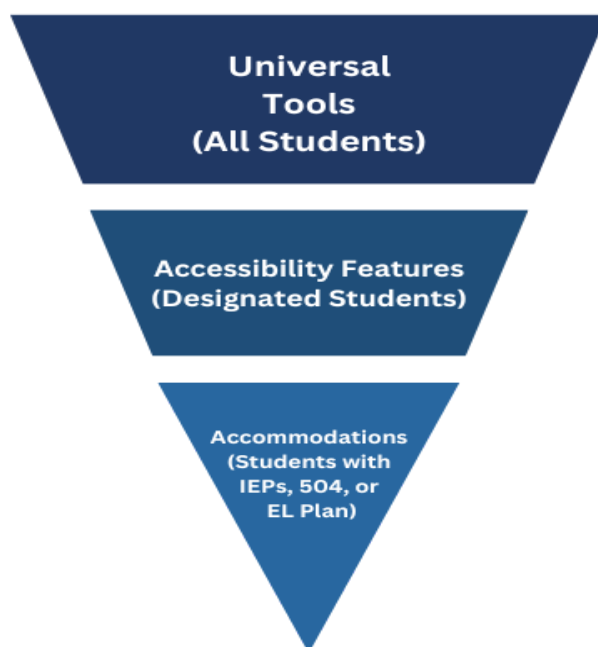 Universal
Tools
(All Students)
Accessibility Features
(Designated Students)
Accommodations
(Students with
IEPs, 504, or
EL Plan)